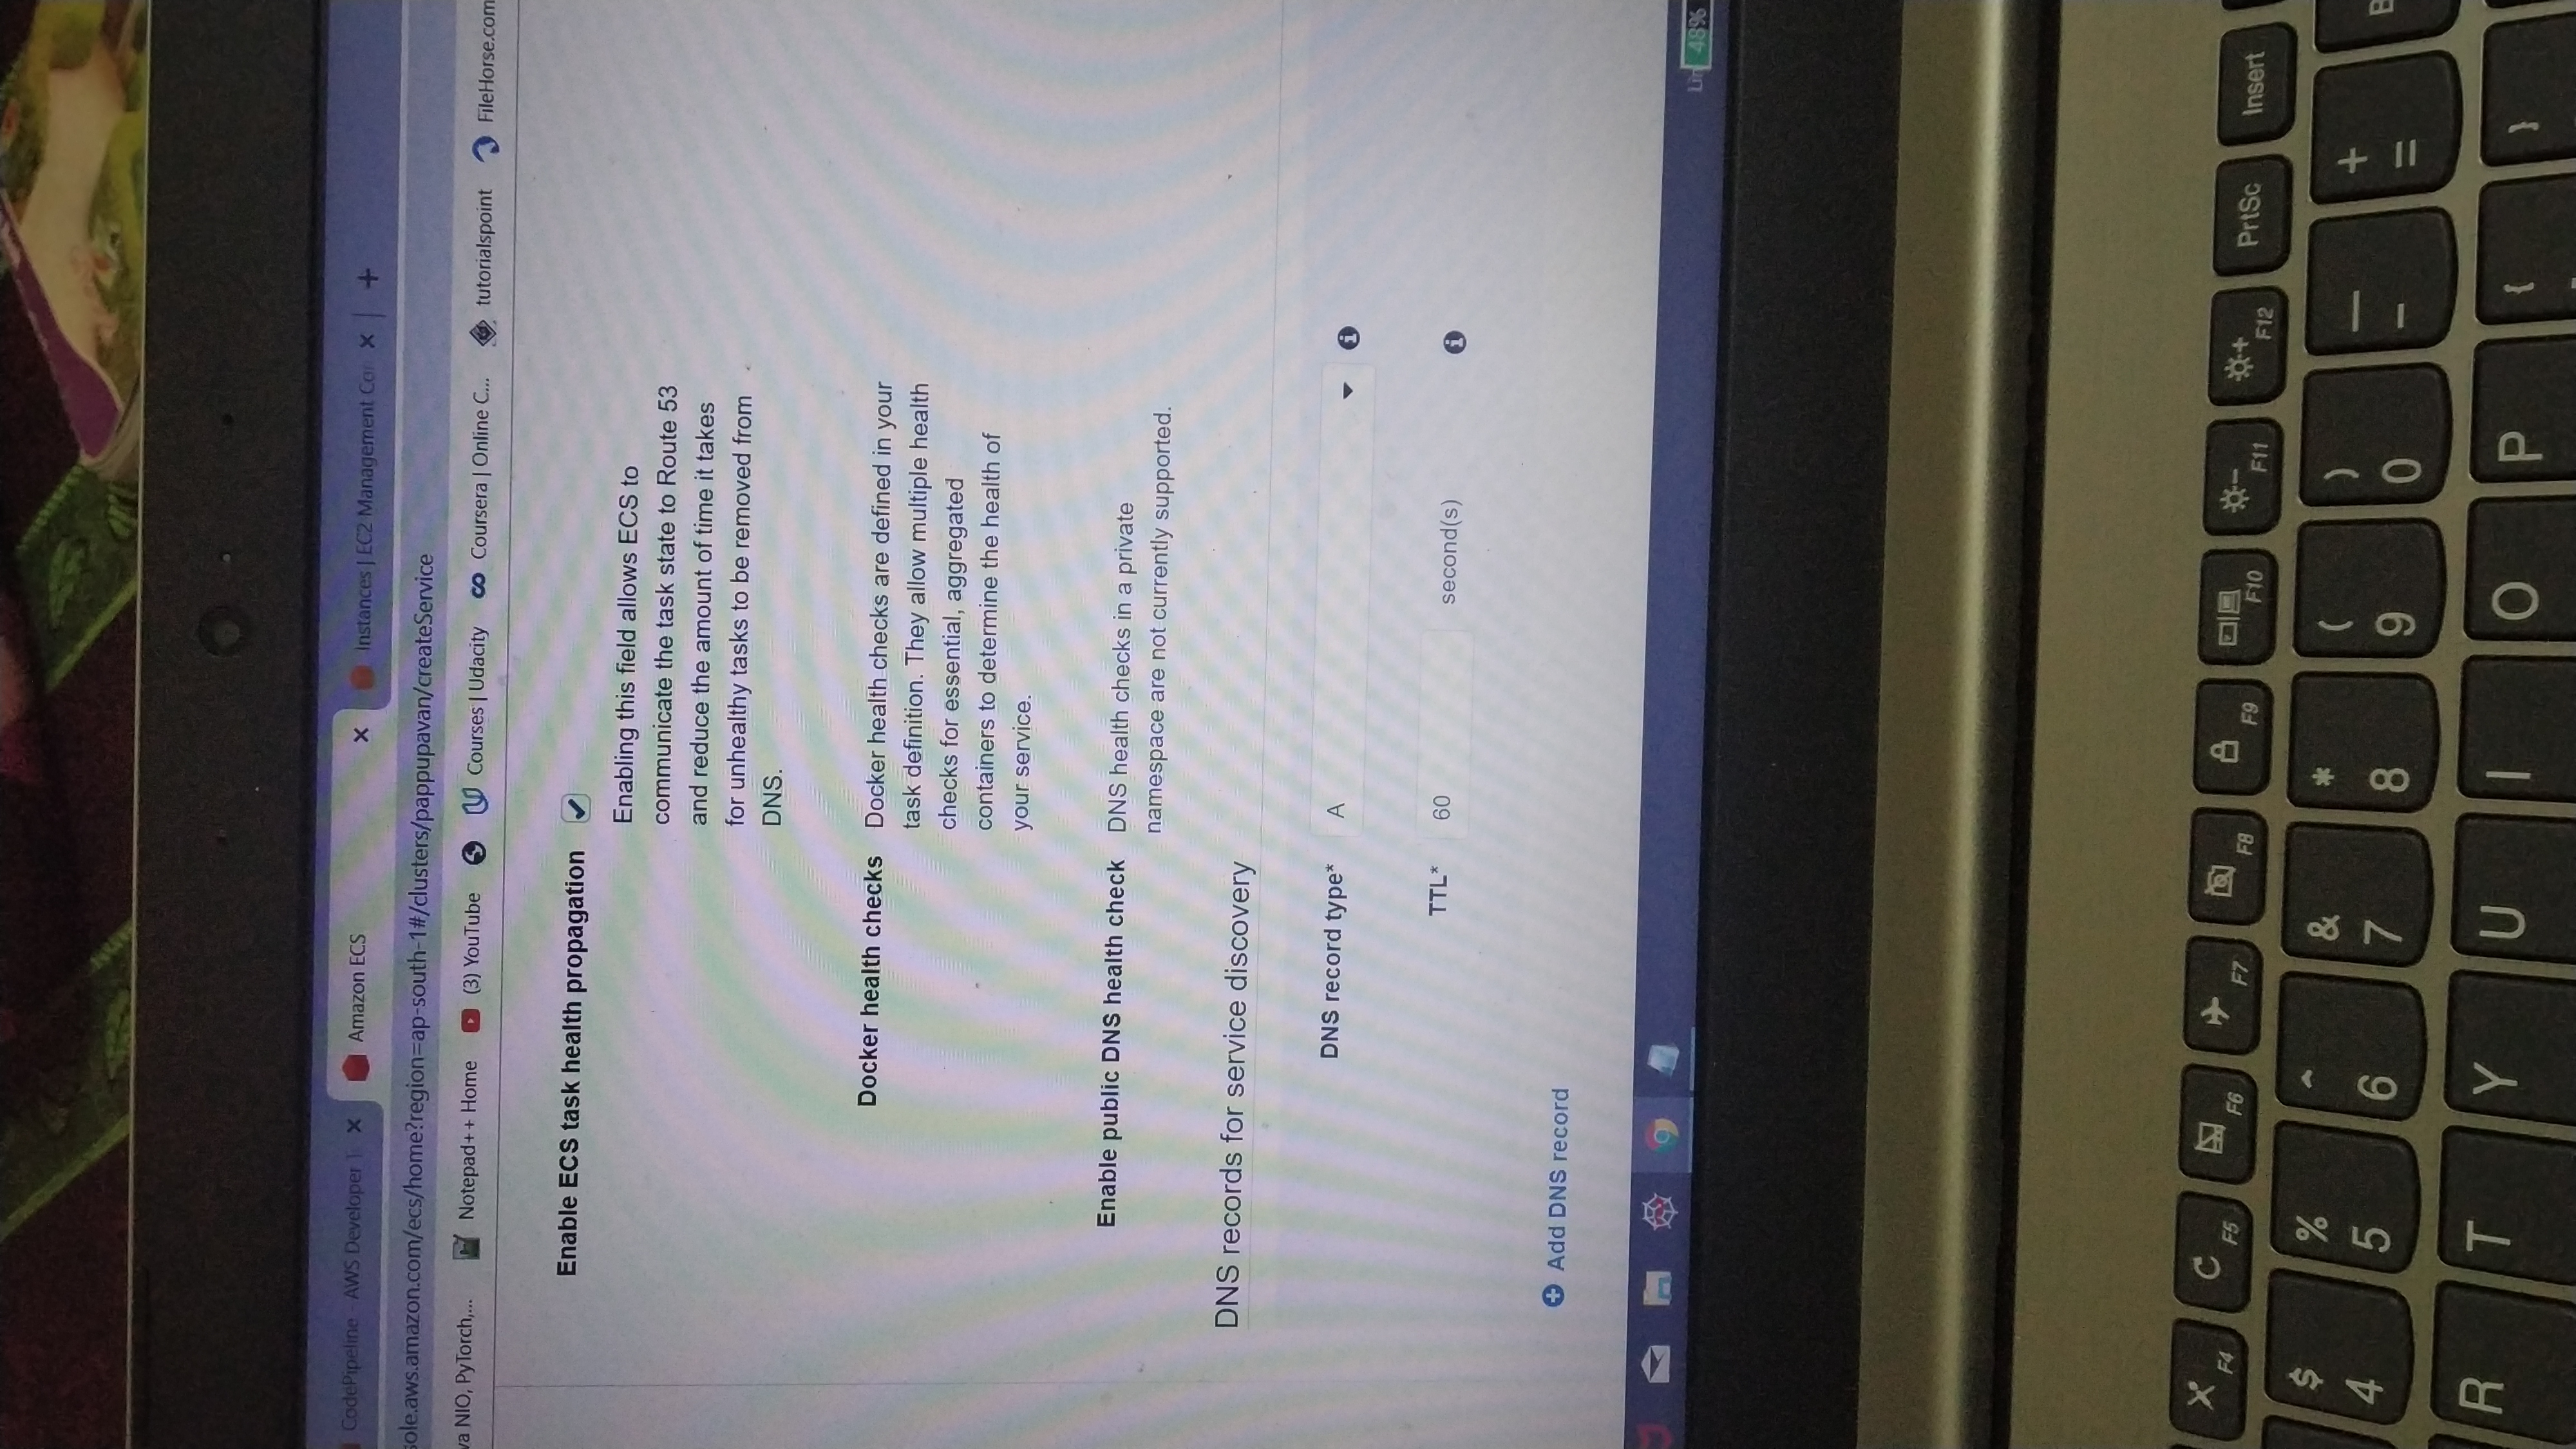 CodePipeline - AWS Developer T
Amazon ECS
Instances | EC2 Management Con
sole.aws.amazon.com/ecs/home?region=ap-south-1#/clusters/pappupavan/createService
va NIO, PyTorch,...
Notepad++ Home
(3) YouTube
Courses | Udacity
Coursera | Online C...
tutorialspoint
FileHorse.com
Enable ECS task health propagation
Enabling this field allows ECS to
communicate the task state to Route 53
and reduce the amount of time it takes
for unhealthy tasks to be removed from
DNS.
Docker health checks
Docker health checks are defined in your
task definition. They allow multiple health
checks for essential, aggregated
containers to determine the health of
your service.
Enable public DNS health check
DNS health checks in a private
namespace are not currently supported.
DNS records for service discovery
DNS record type*
A
TTL*
60
second(s)
Add DNS record
48%
F4 F5 F6 F7 F8 F9 F10 F11 F12 PrtSc Insert
$ % ^ & * ( ) — +
4 5 6 7 8 9 0 - =
R T Y U I O P { }